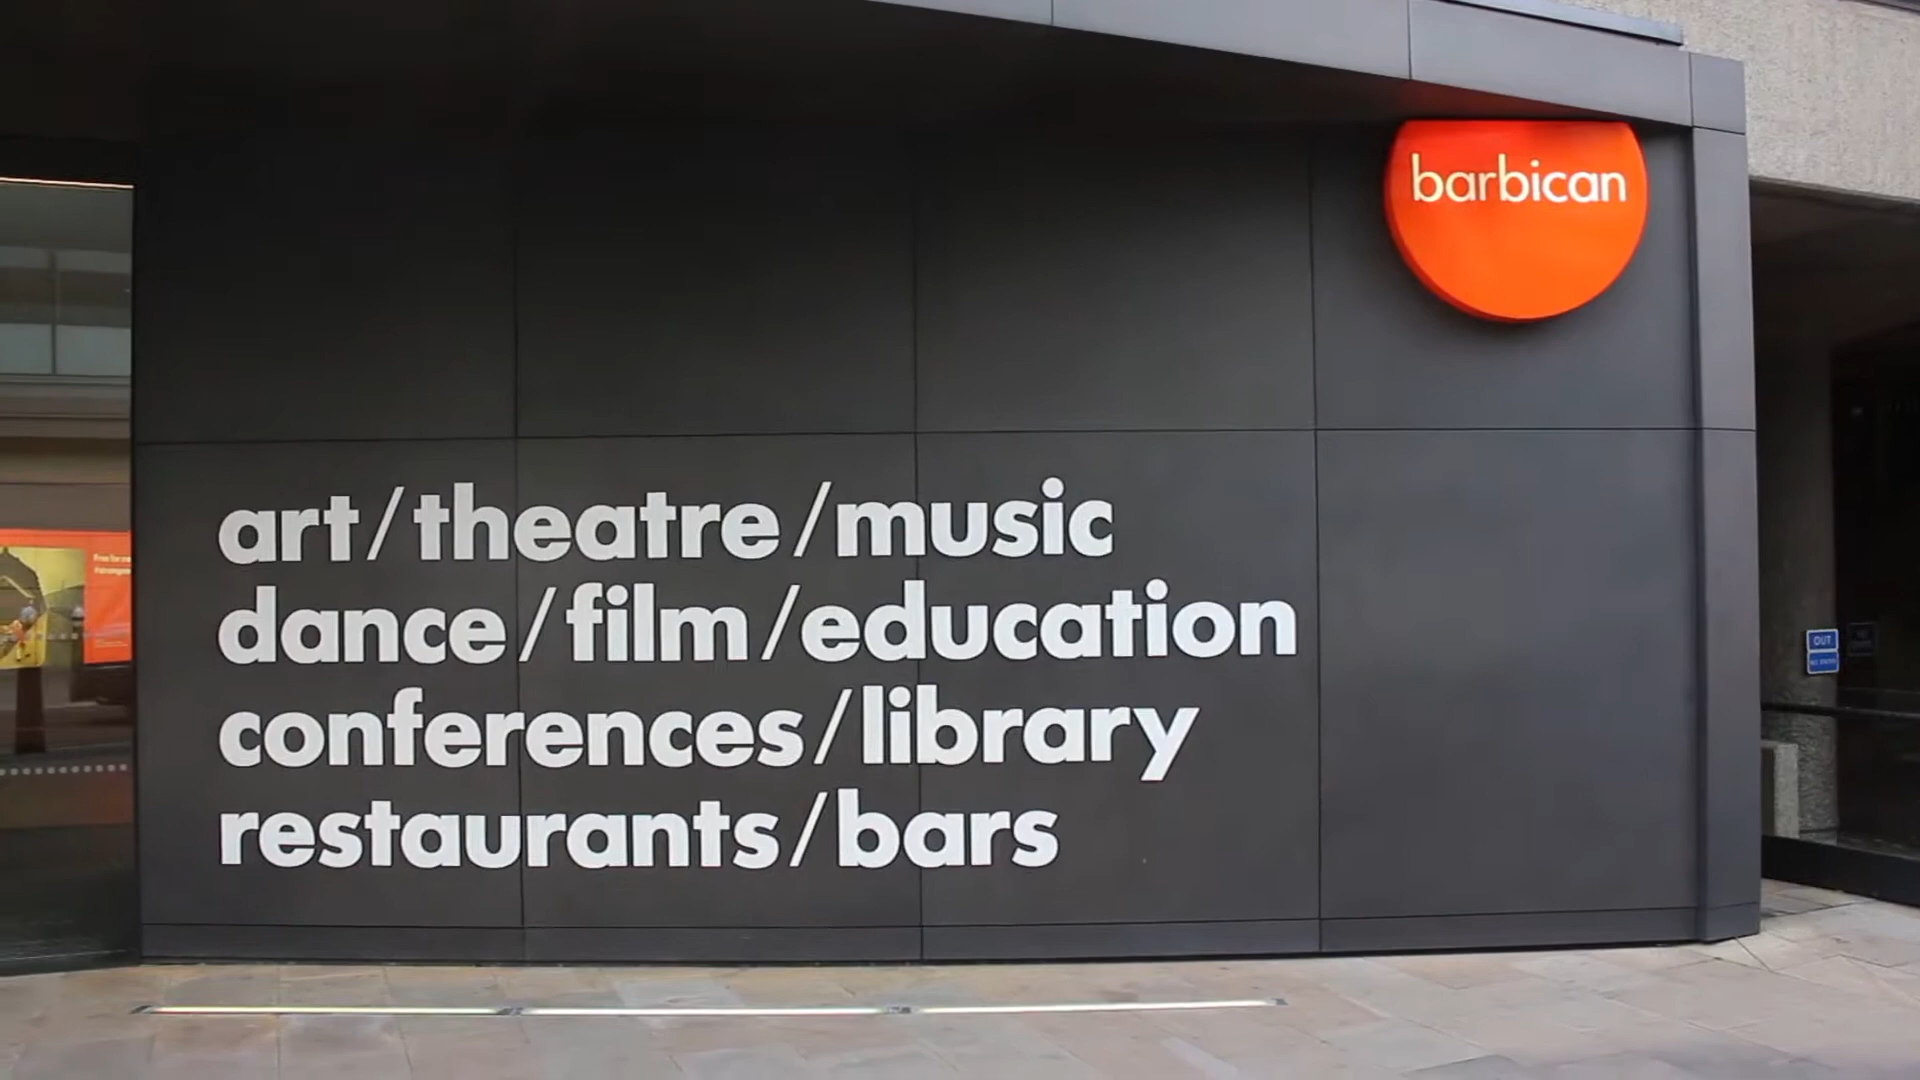 barbican
art/theatre/music
dance/film/education
conferences/library
restaurants/bars
OUT